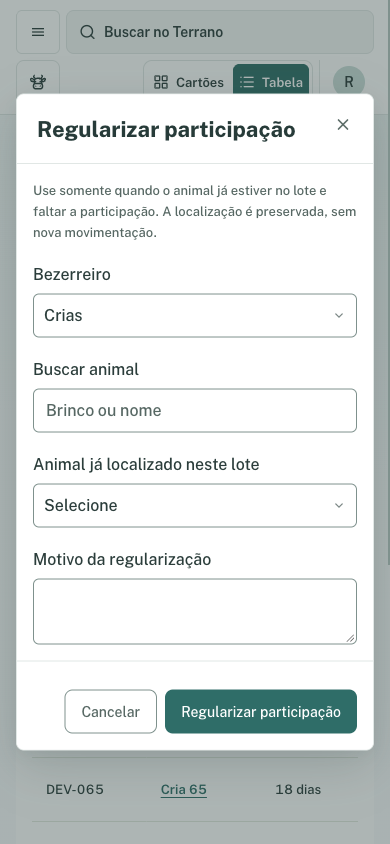 Buscar no Terrano
Cartões
Tabela
R
Regularizar participação
Use somente quando o animal já estiver no lote e
faltar a participação. A localização é preservada, sem
nova movimentação.
Bezerreiro
Crias
Buscar animal
Brinco ou nome
Animal já localizado neste lote
Selecione
Motivo da regularização
Cancelar
Regularizar participação
DEV-065
Cria 65
18 dias